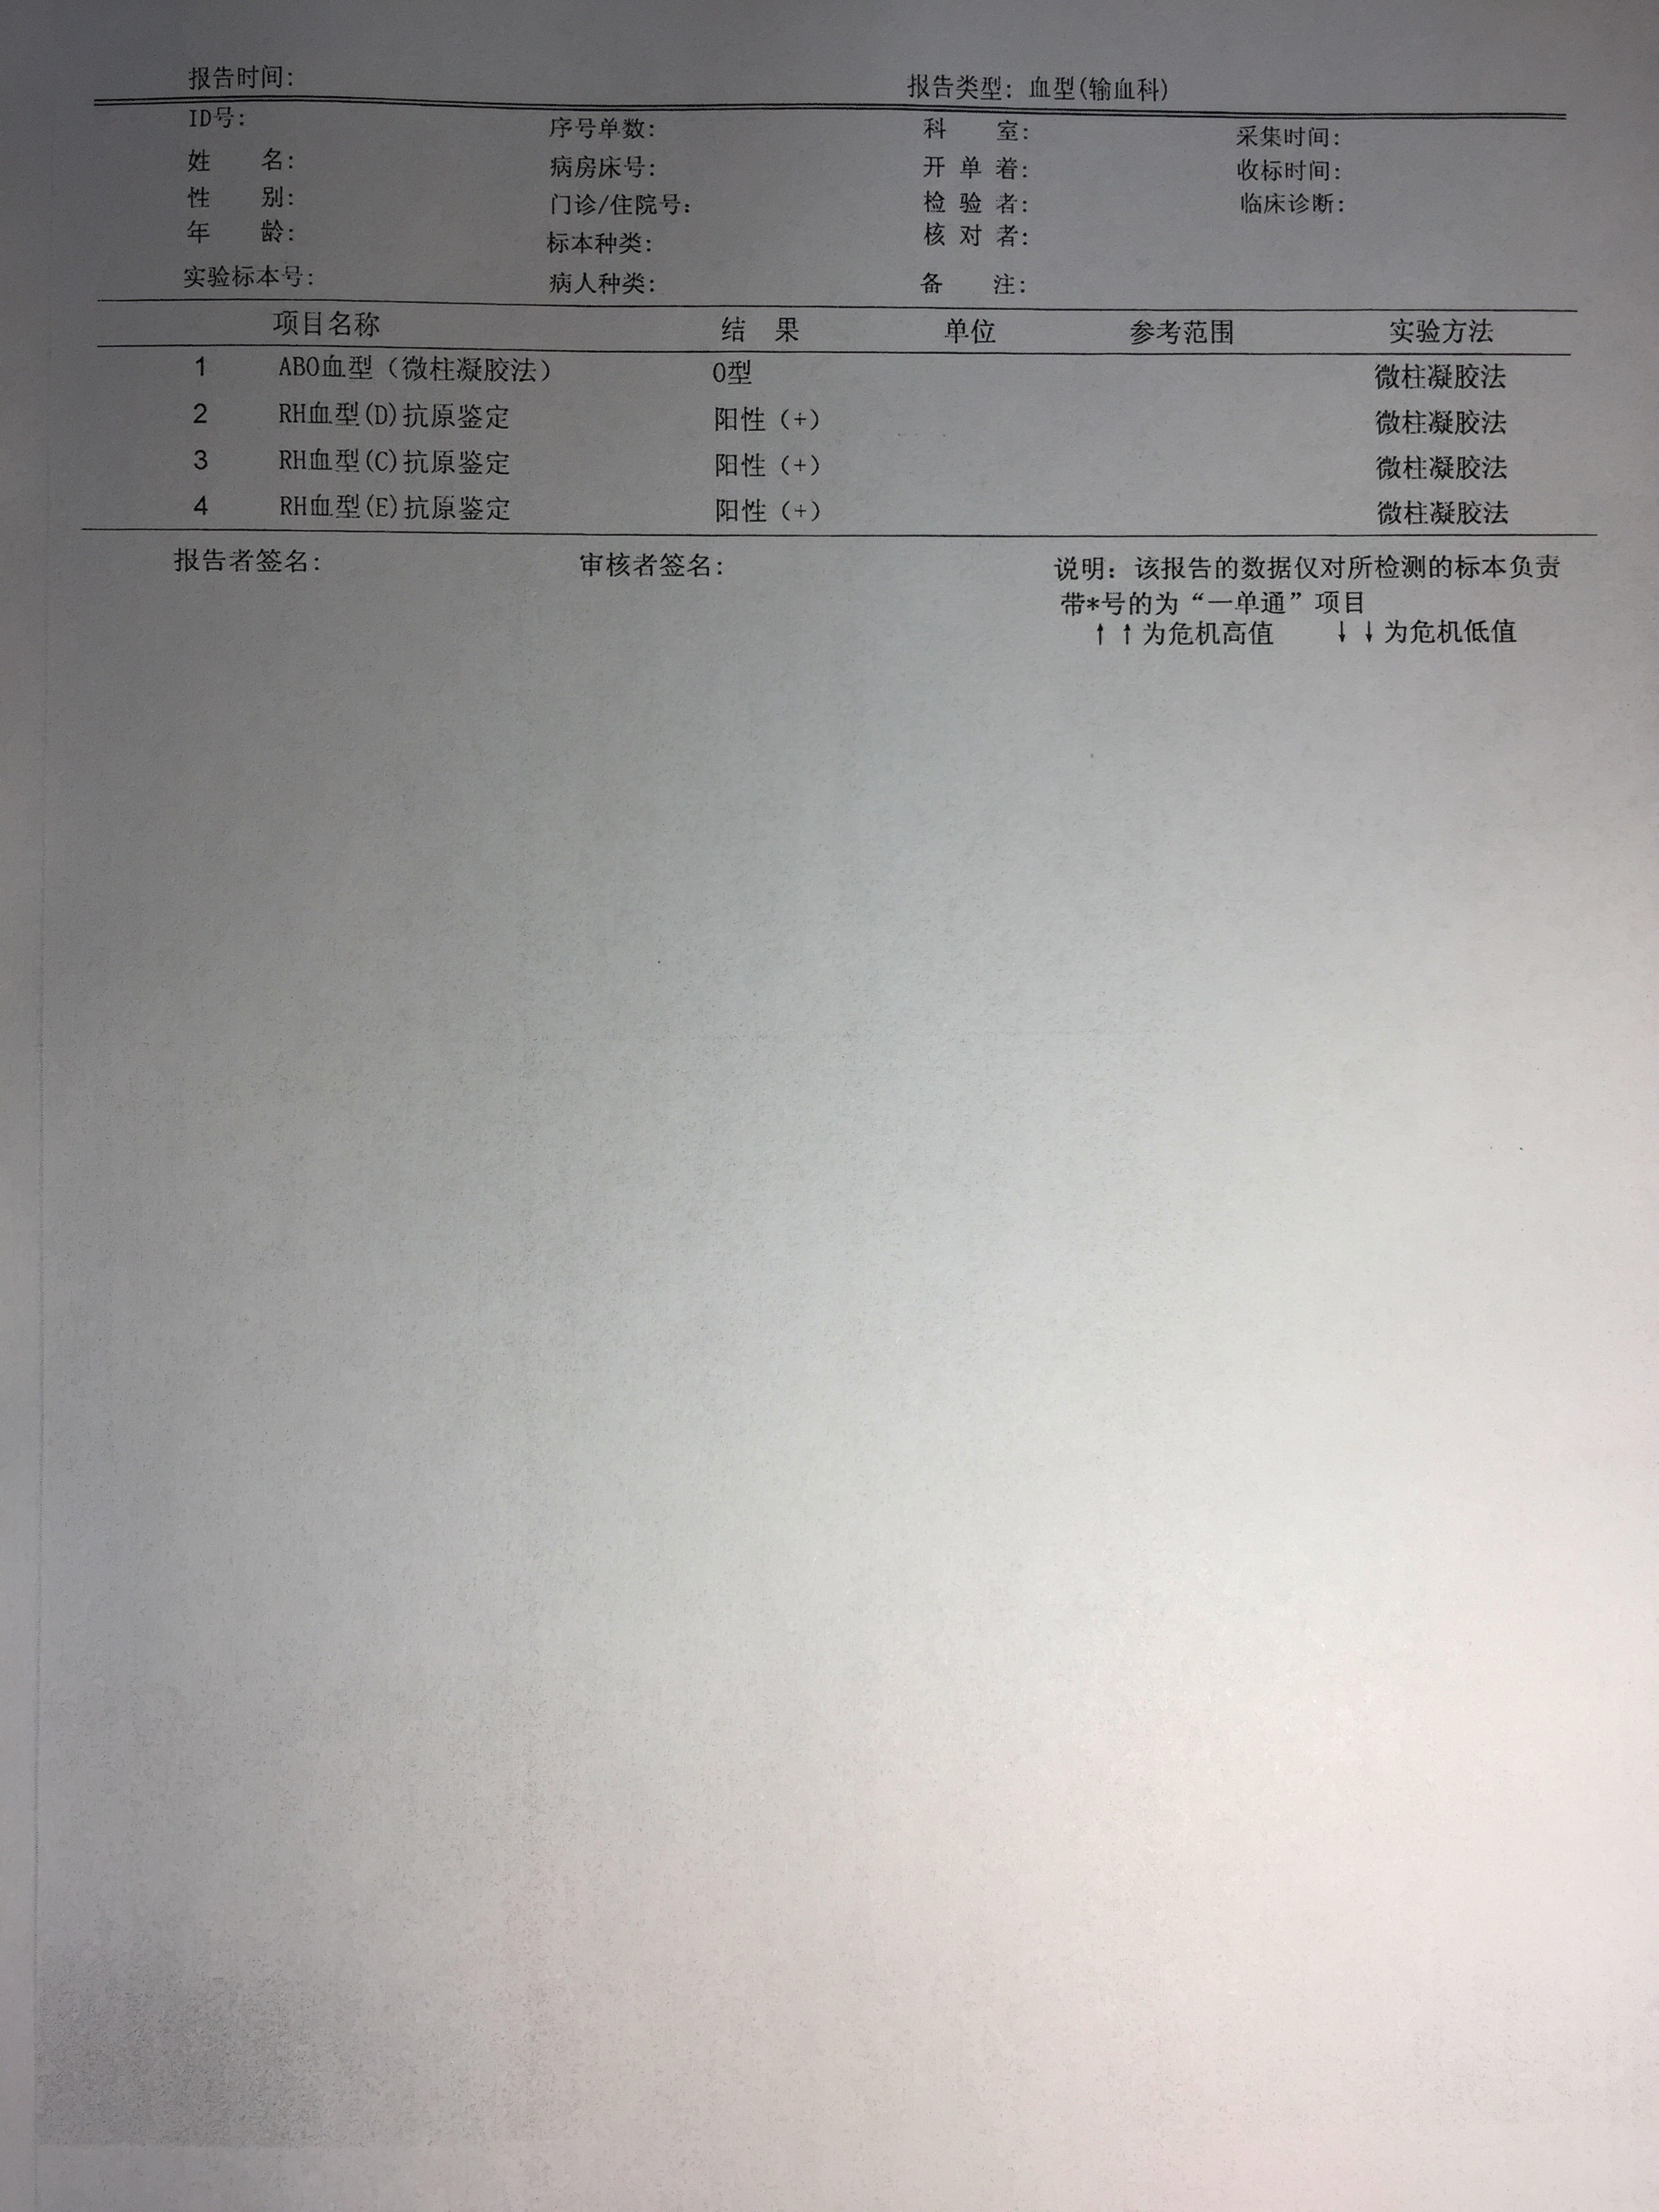 报告时间: 报告类型: 血型(输血科)
ID号: 序号单数: 科 室: 采集时间:
姓 名: 病房床号: 开 单 着: 收标时间:
性 别: 门诊/住院号: 检 验 者: 临床诊断:
年 龄: 标本种类: 核 对 者:
实验标本号: 病人种类: 备 注:
项目名称 结 果 单位 参考范围 实验方法
1 ABO血型（微柱凝胶法） O型 微柱凝胶法
2 RH血型(D)抗原鉴定 阳性（+） 微柱凝胶法
3 RH血型(C)抗原鉴定 阳性（+） 微柱凝胶法
4 RH血型(E)抗原鉴定 阳性（+） 微柱凝胶法
报告者签名: 审核者签名: 说明: 该报告的数据仅对所检测的标本负责
带*号的为“一单通”项目
↑↑为危机高值 ↓↓为危机低值